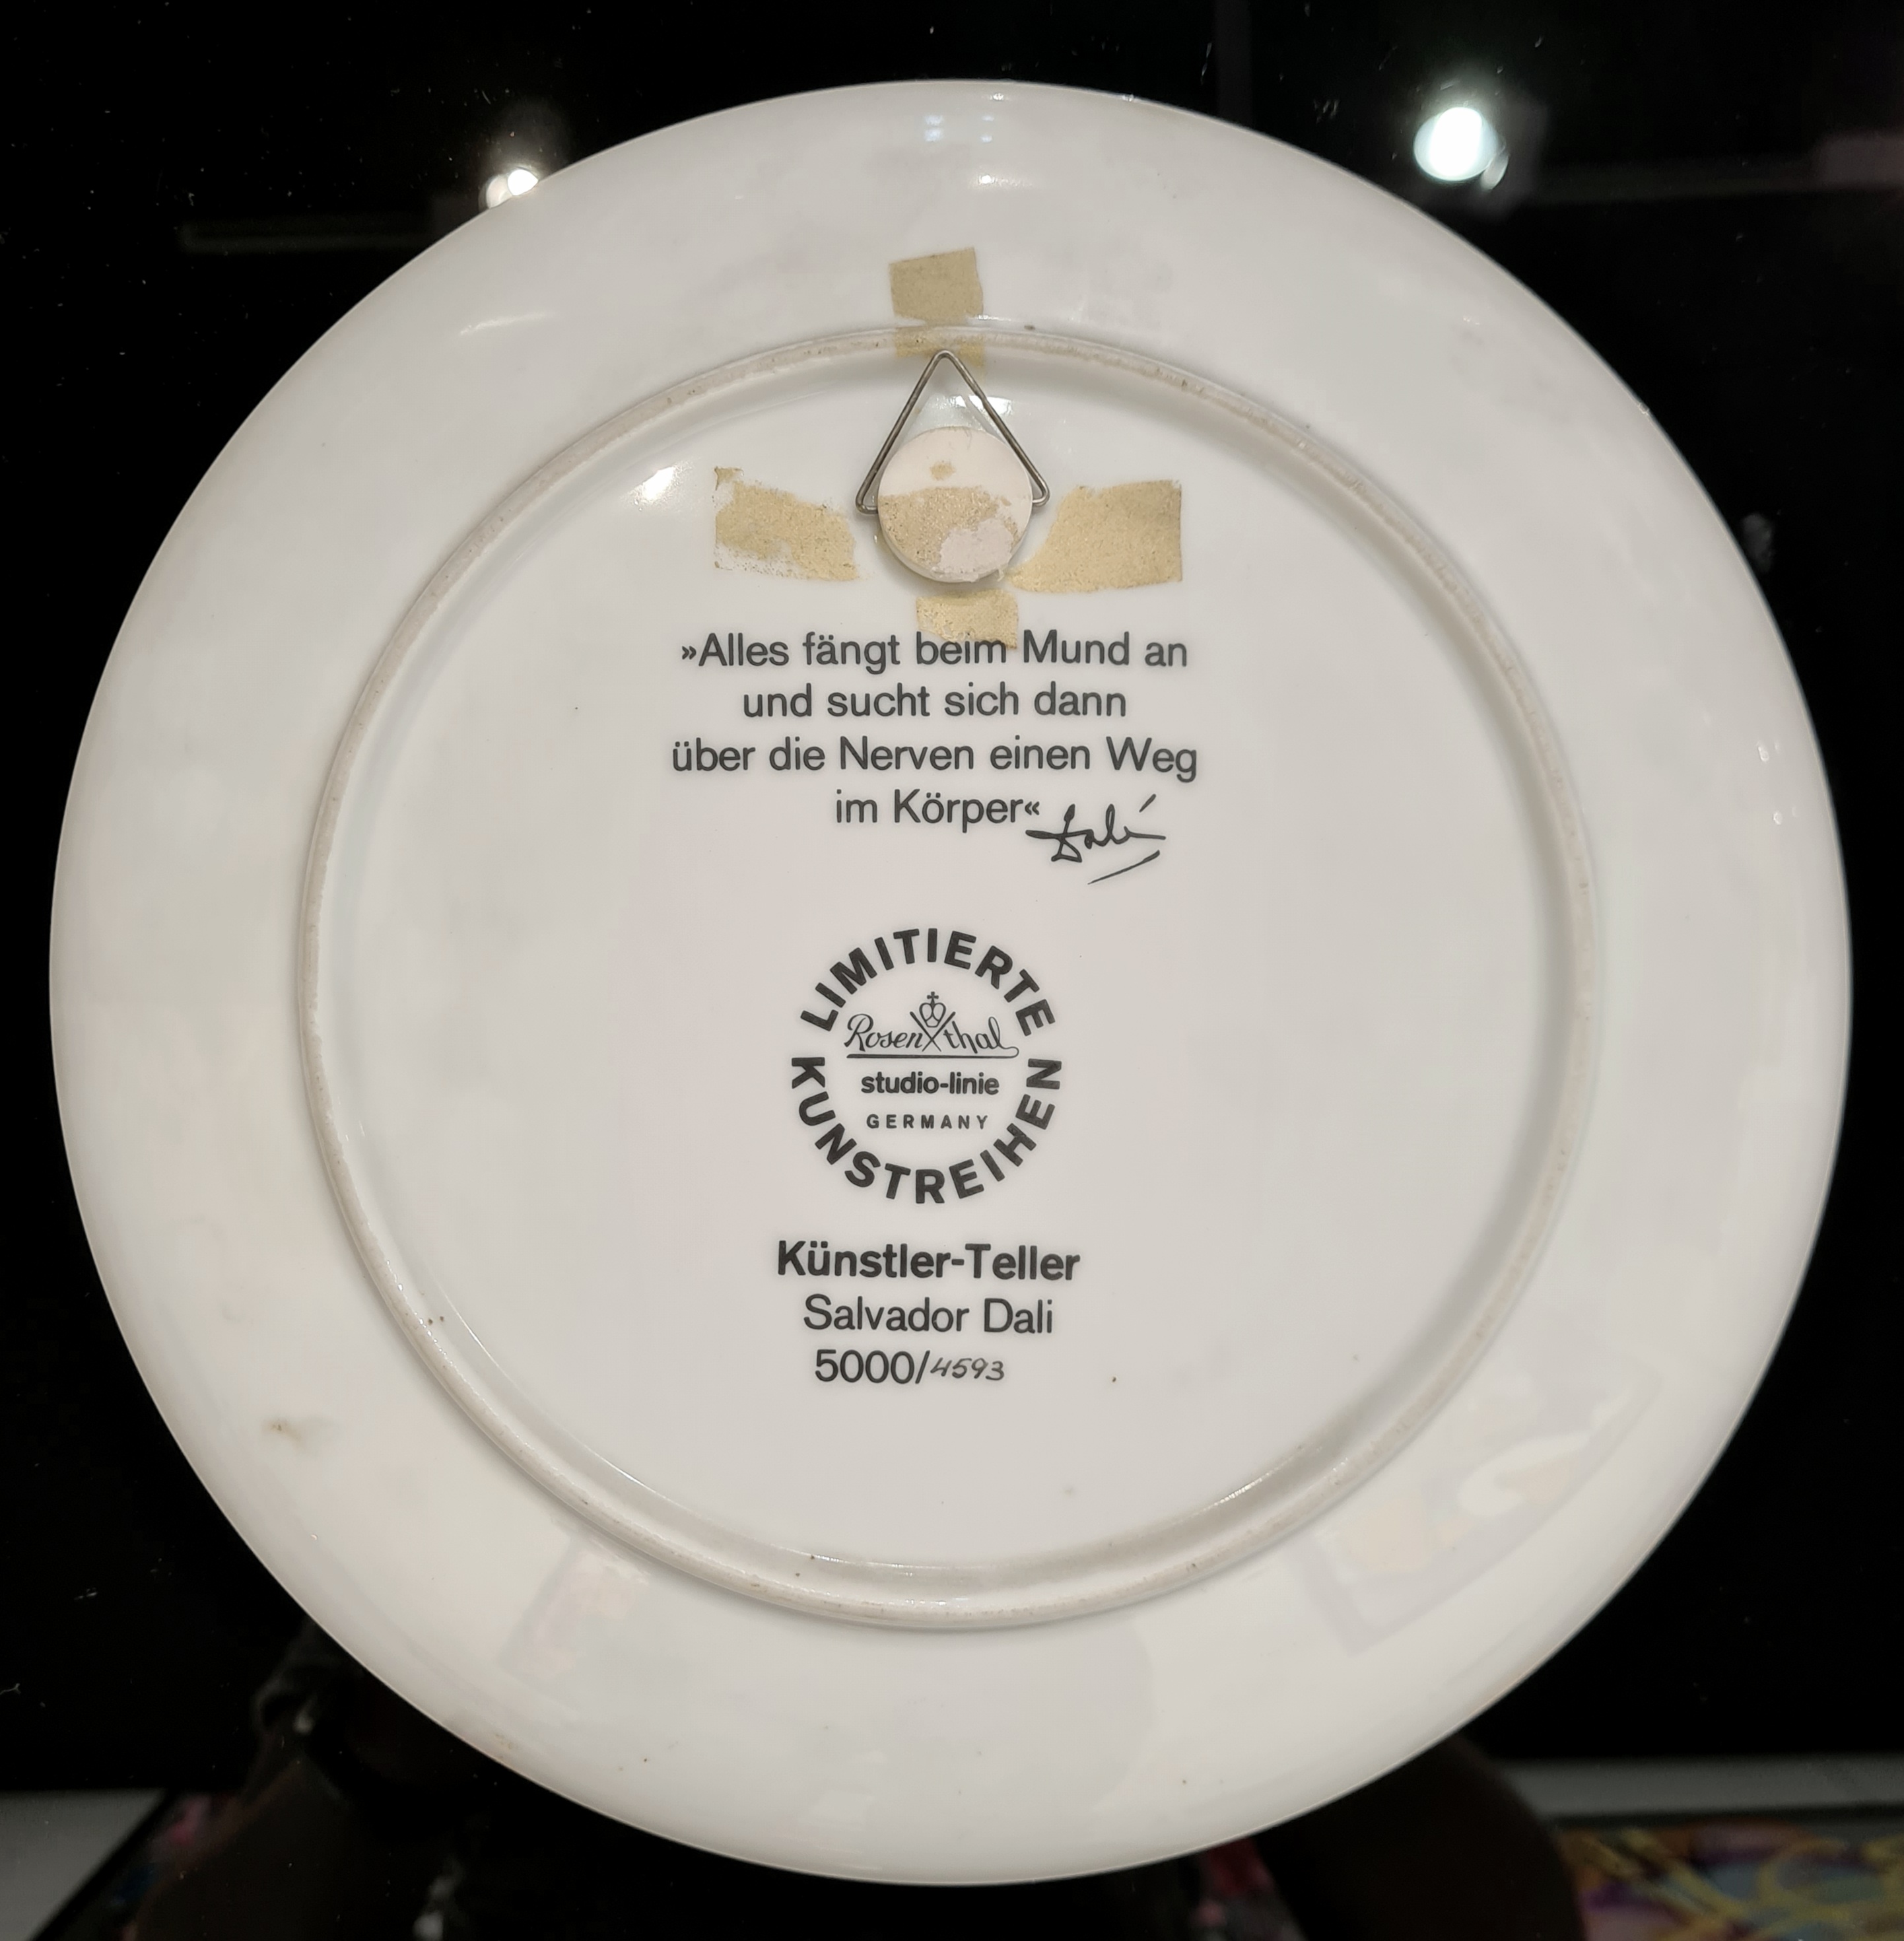 »Alles fängt beim Mund an
und sucht sich dann
über die Nerven einen Weg
im Körper«
Dalí
LIMITIERTE
Rosenthal
studio-linie
GERMANY
KUNSTREIHEN
Künstler-Teller
Salvador Dali
5000/4593